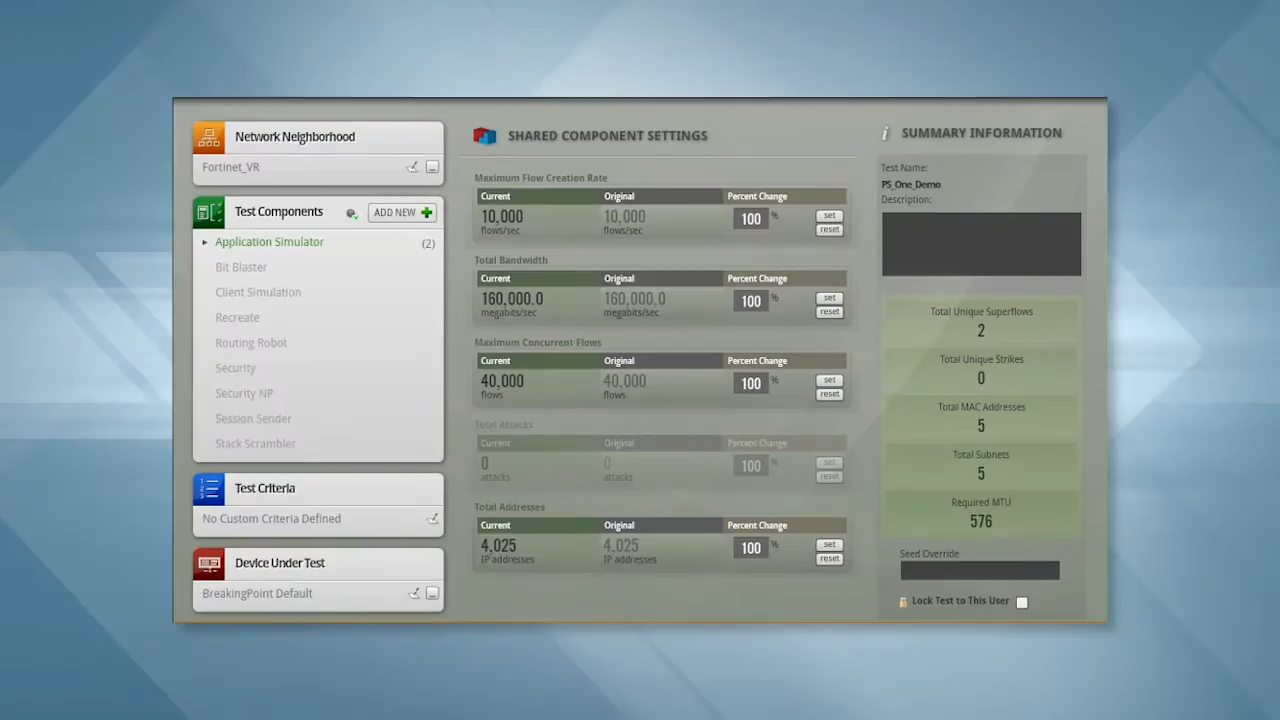 Network Neighborhood
Fortinet_VR
Test Components
ADD NEW
Application Simulator
(2)
Bit Blaster
Client Simulation
Recreate
Routing Robot
Security
Security NP
Session Sender
Stack Scrambler
Test Criteria
No Custom Criteria Defined
Device Under Test
BreakingPoint Default
SHARED COMPONENT SETTINGS
Maximum Flow Creation Rate
Current Original Percent Change
10,000 10,000 100 % set
flows/sec flows/sec reset
Total Bandwidth
Current Original Percent Change
160,000.0 160,000.0 100 % set
megabits/sec megabits/sec reset
Maximum Concurrent Flows
Current Original Percent Change
40,000 40,000 100 % set
flows flows reset
Total Attacks
Current Original Percent Change
0 0 100 % set
attacks attacks reset
Total Addresses
Current Original Percent Change
4,025 4,025 100 % set
IP addresses IP addresses reset
i SUMMARY INFORMATION
Test Name:
PS_One_Demo
Description:
Total Unique Superflows
2
Total Unique Strikes
0
Total MAC Addresses
5
Total Subnets
5
Required MTU
576
Seed Override
Lock Test to This User